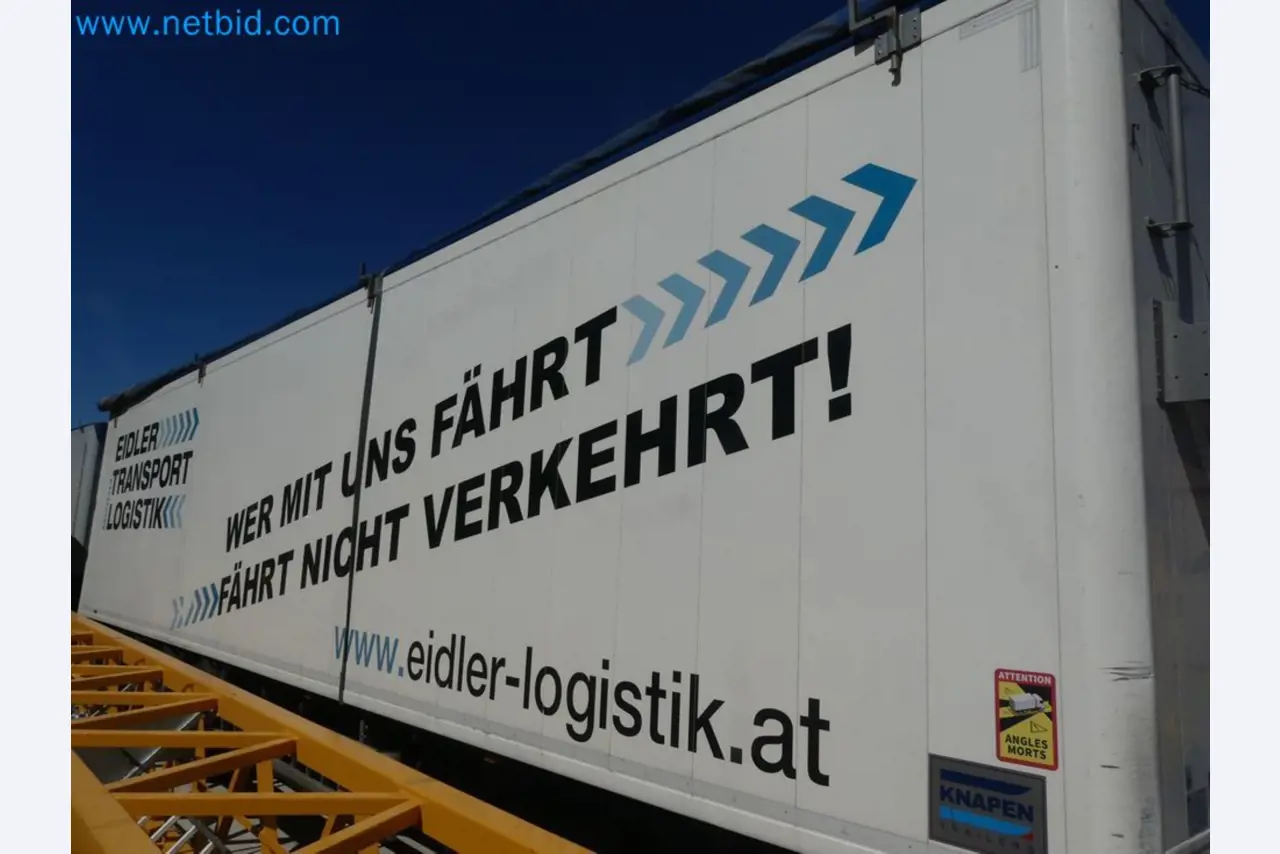 www.netbid.com
EIDLER
TRANSPORT
LOGISTIK
WER MIT UNS FÄHRT
FÄHRT NICHT VERKEHRT!
www.eidler-logistik.at
ATTENTION
ANGLES
MORTS
KNAPEN
TRAILERS